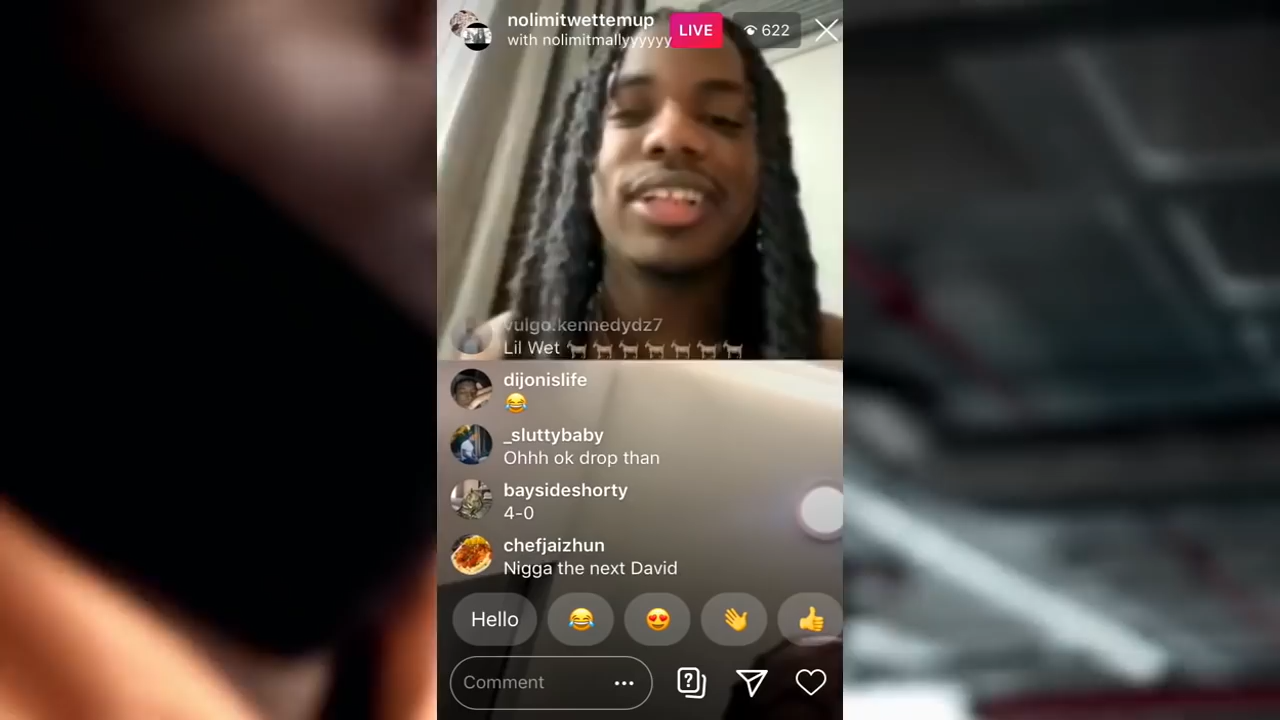 nolimitwettemup
with nolimitmallyyyyyy
LIVE
622
vulgo.kennedydz7
Lil Wet 🐐🐐🐐🐐🐐🐐🐐
dijonislife
😂
_sluttybaby
Ohhh ok drop than
baysideshorty
4-0
chefjaizhun
Nigga the next David
Hello 😂 😍 👋 👍
Comment